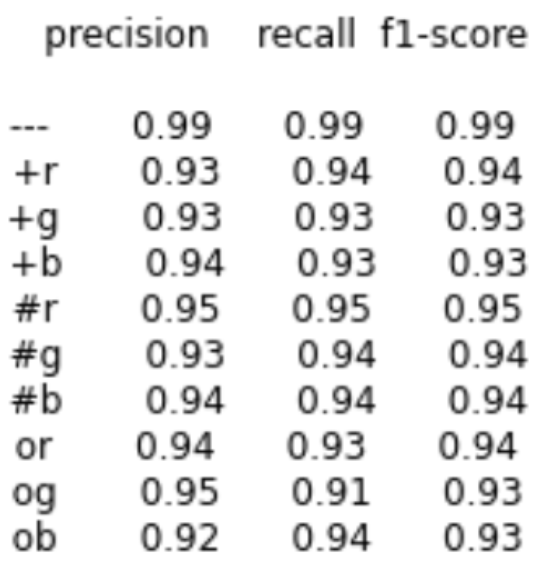 precision recall f1-score
--- 0.99 0.99 0.99
+r 0.93 0.94 0.94
+g 0.93 0.93 0.93
+b 0.94 0.93 0.93
#r 0.95 0.95 0.95
#g 0.93 0.94 0.94
#b 0.94 0.94 0.94
or 0.94 0.93 0.94
og 0.95 0.91 0.93
ob 0.92 0.94 0.93